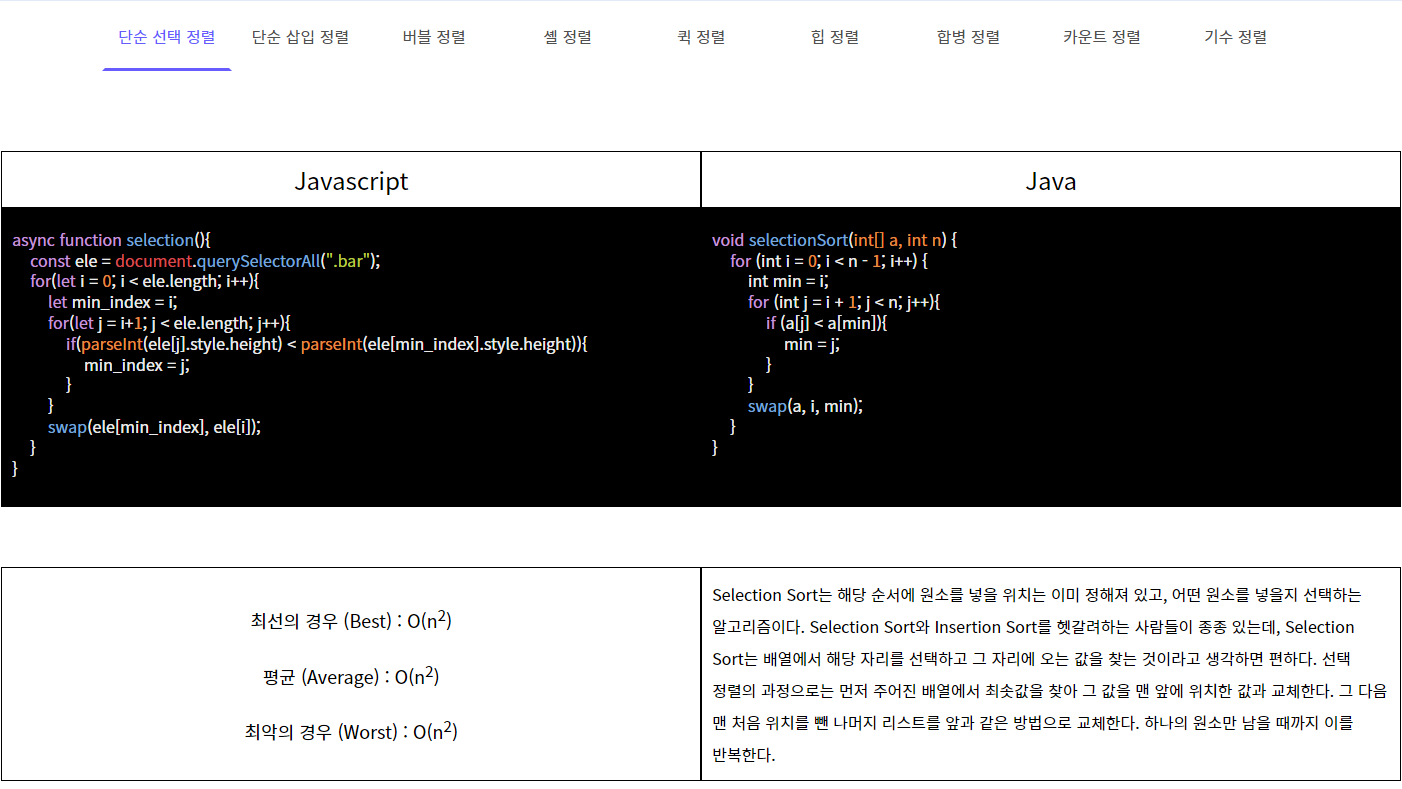 단순 선택 정렬 단순 삽입 정렬 버블 정렬 셸 정렬 퀵 정렬 힙 정렬 합병 정렬 카운트 정렬 기수 정렬
Javascript
async function selection(){
const ele = document.querySelectorAll(".bar");
for(let i = 0; i < ele.length; i++){
let min_index = i;
for(let j = i+1; j < ele.length; j++){
if(parseInt(ele[j].style.height) < parseInt(ele[min_index].style.height)){
min_index = j;
}
}
swap(ele[min_index], ele[i]);
}
}
Java
void selectionSort(int[] a, int n) {
for (int i = 0; i < n - 1; i++) {
int min = i;
for (int j = i + 1; j < n; j++){
if (a[j] < a[min]){
min = j;
}
}
swap(a, i, min);
}
}
최선의 경우 (Best) : O(n²)
평균 (Average) : O(n²)
최악의 경우 (Worst) : O(n²)
Selection Sort는 해당 순서에 원소를 넣을 위치는 이미 정해져 있고, 어떤 원소를 넣을지 선택하는
알고리즘이다. Selection Sort와 Insertion Sort를 헷갈려하는 사람들이 종종 있는데, Selection
Sort는 배열에서 해당 자리를 선택하고 그 자리에 오는 값을 찾는 것이라고 생각하면 편하다. 선택
정렬의 과정으로는 먼저 주어진 배열에서 최솟값을 찾아 그 값을 맨 앞에 위치한 값과 교체한다. 그 다음
맨 처음 위치를 뺀 나머지 리스트를 앞과 같은 방법으로 교체한다. 하나의 원소만 남을 때까지 이를
반복한다.